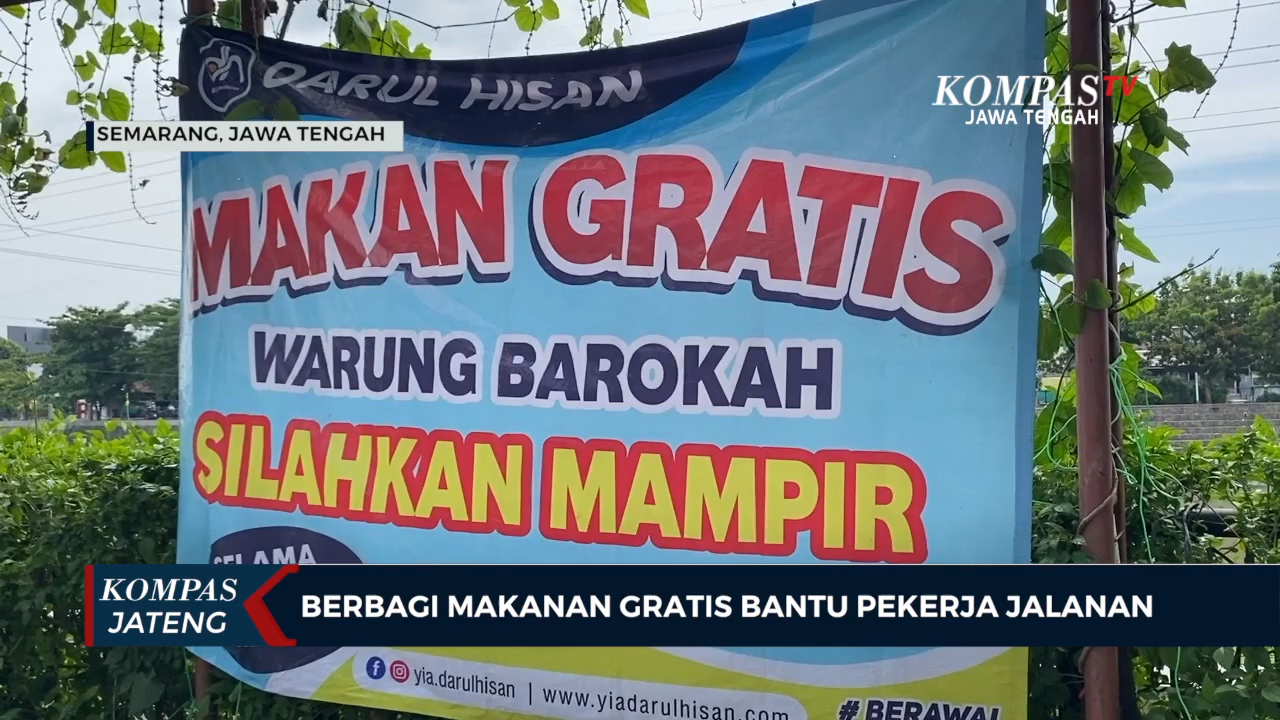 DARUL HISAN
KOMPASTV
JAWA TENGAH
SEMARANG, JAWA TENGAH
MAKAN GRATIS
WARUNG BAROKAH
SILAHKAN MAMPIR
SELAMA
KOMPAS
JATENG
BERBAGI MAKANAN GRATIS BANTU PEKERJA JALANAN
yia.darulhisan | www.yiadarulhisan.com